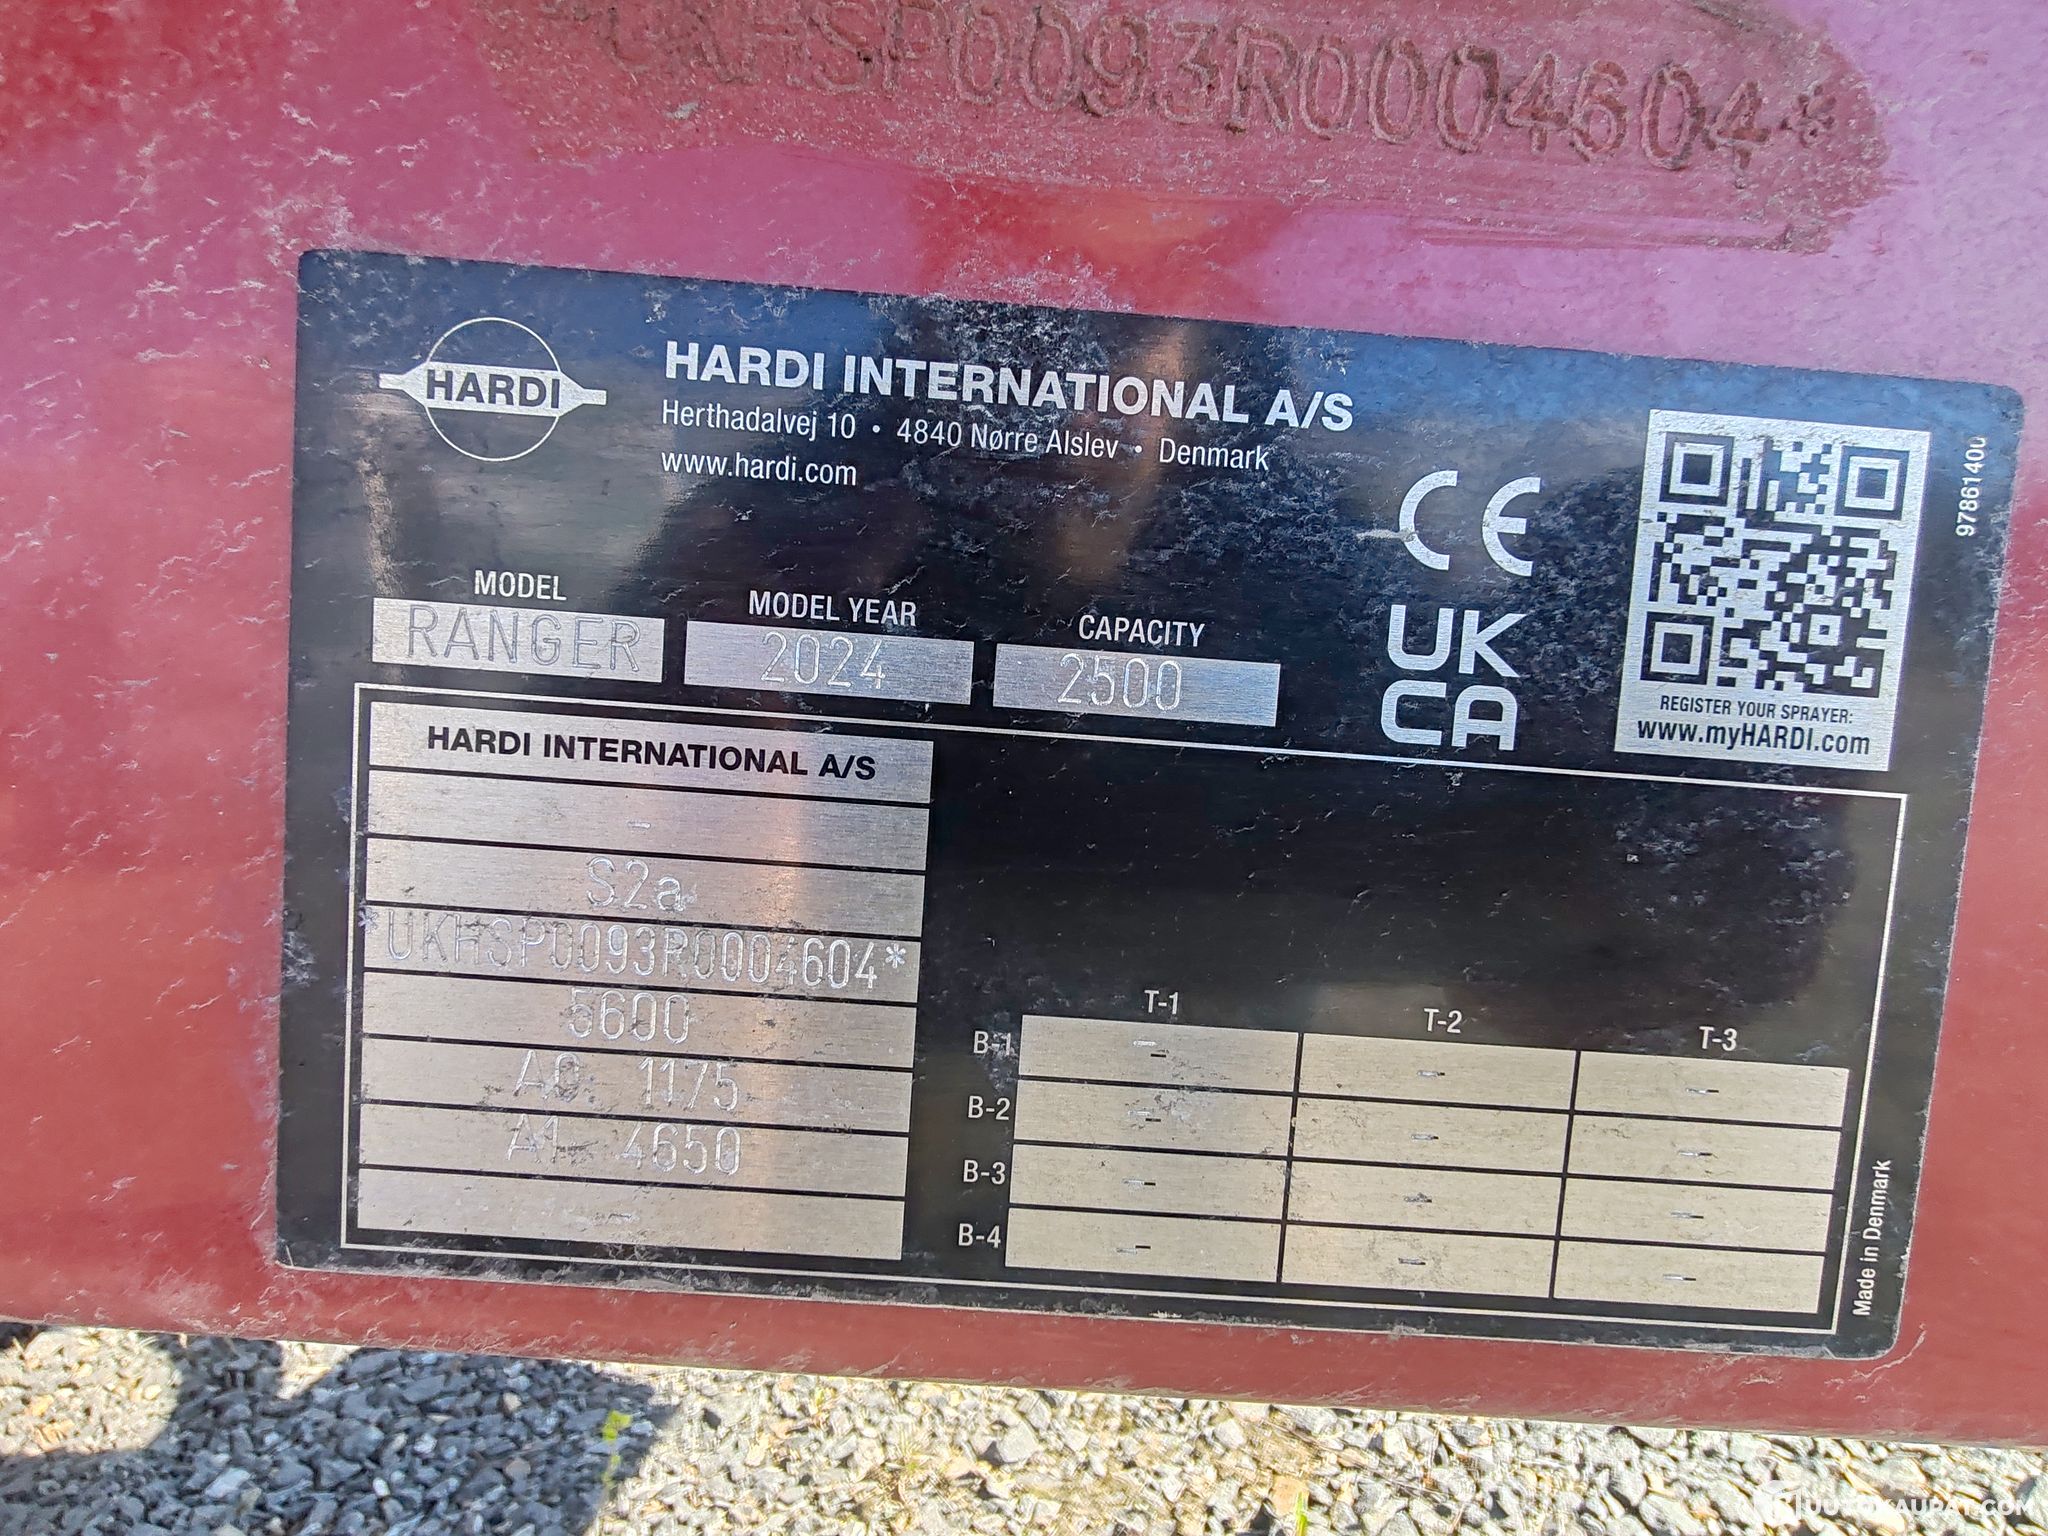 UKHSP0093R0004604*
HARDI
HARDI INTERNATIONAL A/S
Herthadalvej 10 • 4840 Nørre Alslev • Denmark
www.hardi.com
97861400
CE
UK
CA
REGISTER YOUR SPRAYER:
www.myHARDI.com
MODEL
MODEL YEAR
CAPACITY
RANGER
2024
2500
HARDI INTERNATIONAL A/S
-
S2a
*UKHSP0093R0004604*
5600
A0 1175
A1 4650
-
T-1
T-2
T-3
B-1 - - -
B-2 - - -
B-3 - - -
B-4 - - -
Made in Denmark